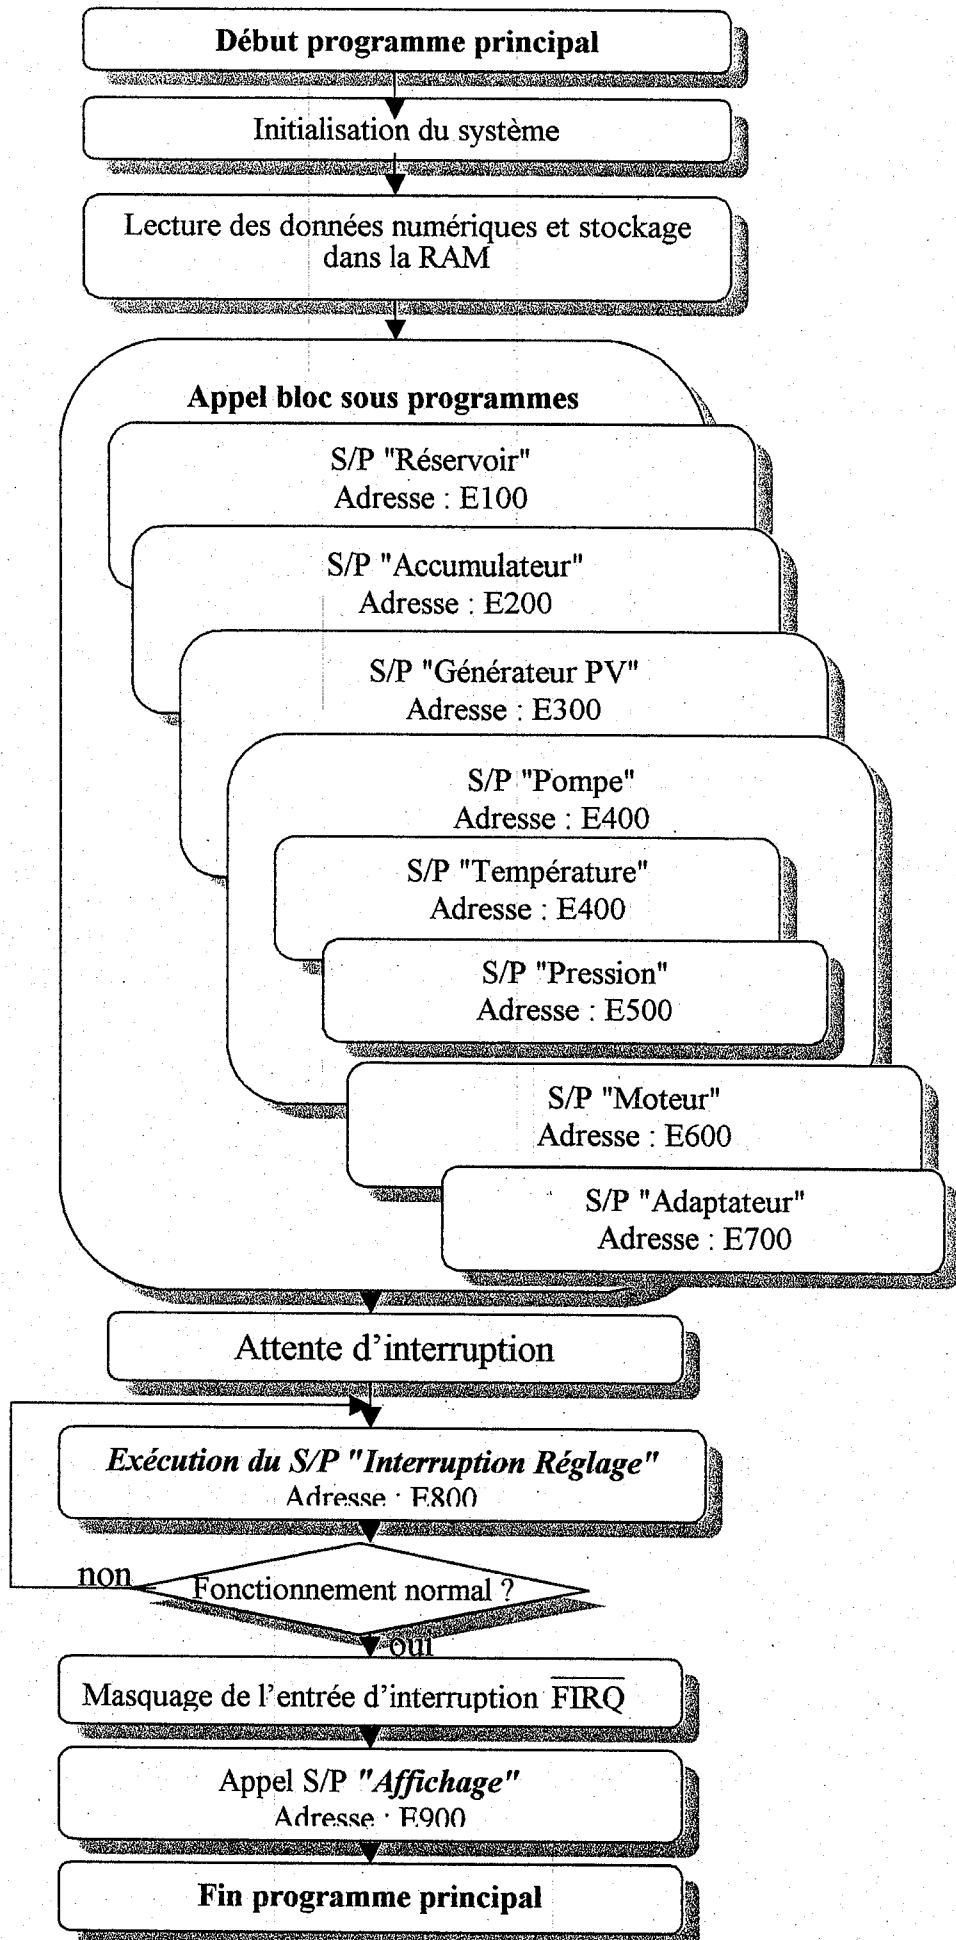 Début programme principal
Initialisation du système
Lecture des données numériques et stockage
dans la RAM
Appel bloc sous programmes
S/P "Réservoir"
Adresse : E100
S/P "Accumulateur"
Adresse : E200
S/P "Générateur PV"
Adresse : E300
S/P "Pompe"
Adresse : E400
S/P "Température"
Adresse : E400
S/P "Pression"
Adresse : E500
S/P "Moteur"
Adresse : E600
S/P "Adaptateur"
Adresse : E700
Attente d'interruption
Exécution du S/P "Interruption Réglage"
Adresse : E800
non
Fonctionnement normal ?
oui
Masquage de l'entrée d'interruption F̅I̅R̅Q̅
Appel S/P "Affichage"
Adresse : E900
Fin programme principal